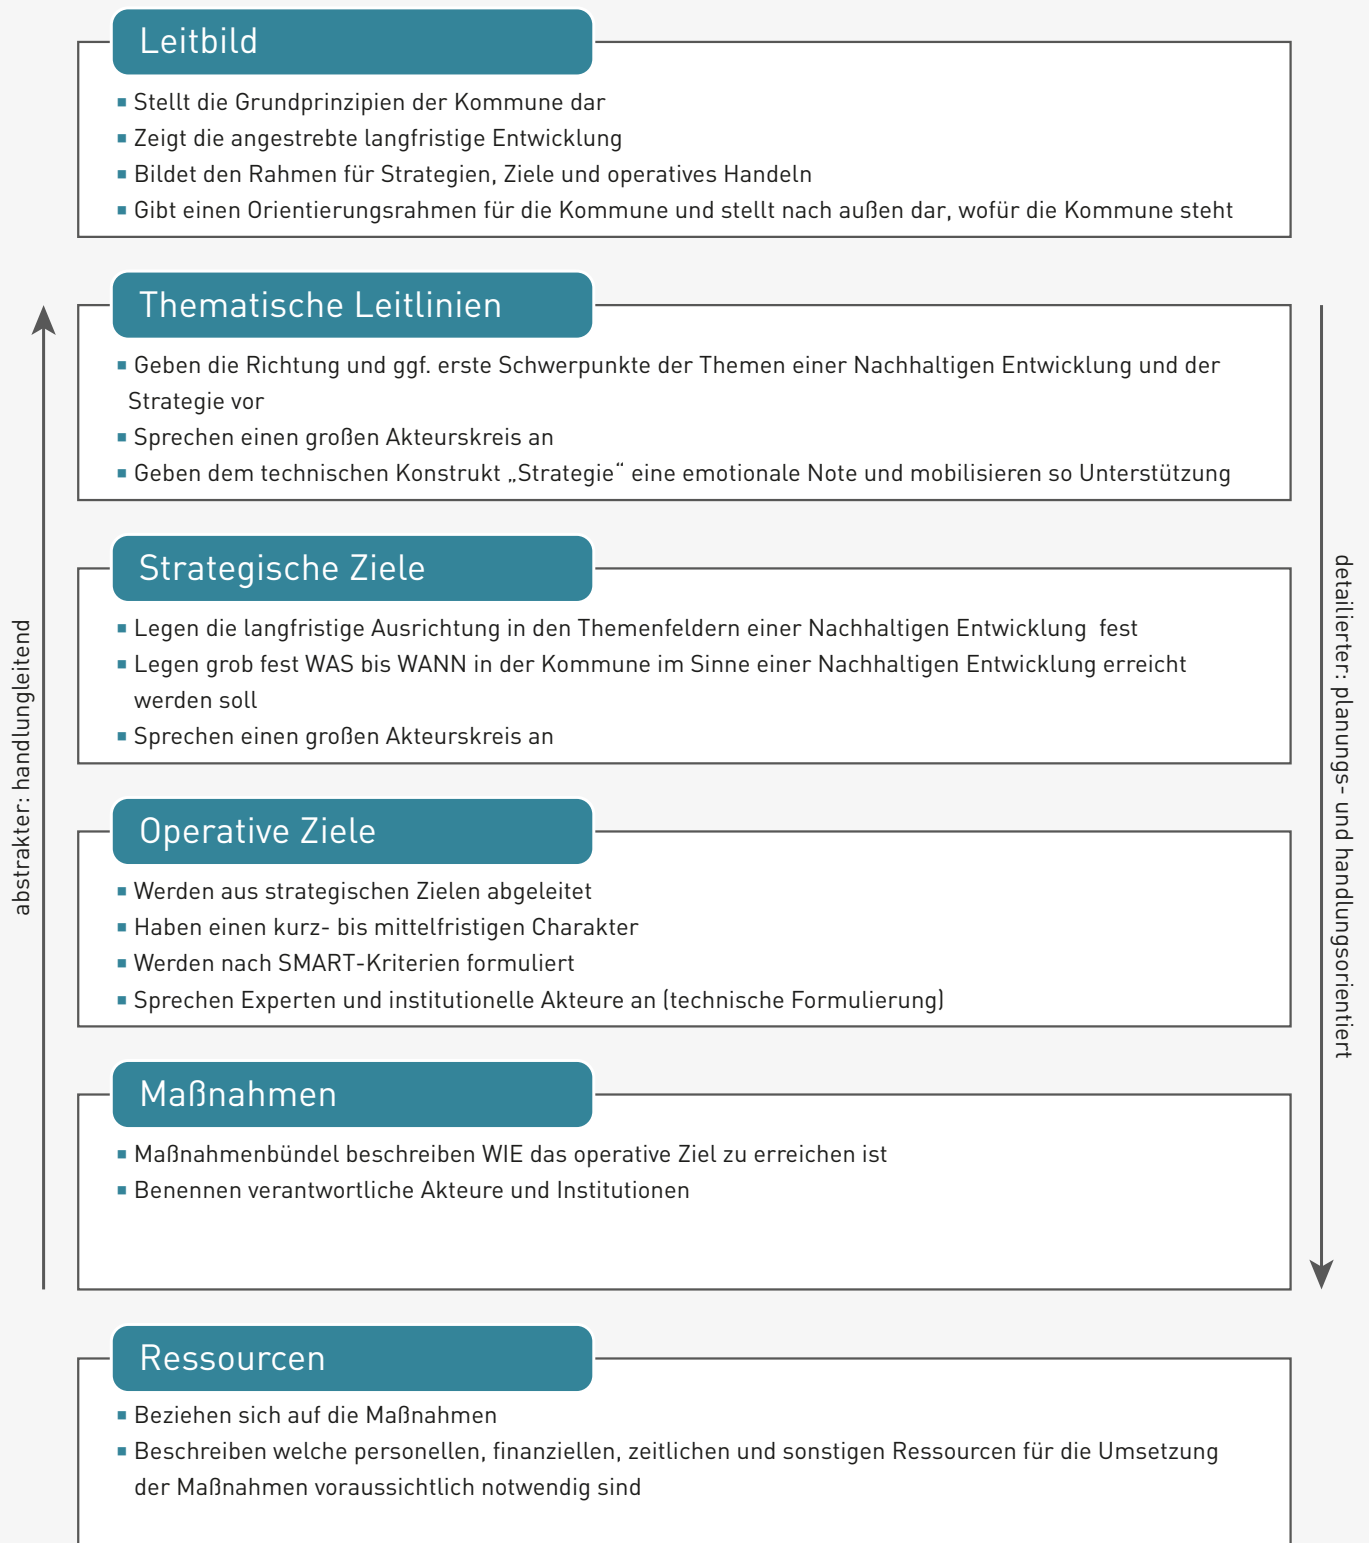 Leitbild
▪ Stellt die Grundprinzipien der Kommune dar
▪ Zeigt die angestrebte langfristige Entwicklung
▪ Bildet den Rahmen für Strategien, Ziele und operatives Handeln
▪ Gibt einen Orientierungsrahmen für die Kommune und stellt nach außen dar, wofür die Kommune steht
Thematische Leitlinien
▪ Geben die Richtung und ggf. erste Schwerpunkte der Themen einer Nachhaltigen Entwicklung und der
Strategie vor
▪ Sprechen einen großen Akteurskreis an
▪ Geben dem technischen Konstrukt „Strategie“ eine emotionale Note und mobilisieren so Unterstützung
Strategische Ziele
▪ Legen die langfristige Ausrichtung in den Themenfeldern einer Nachhaltigen Entwicklung fest
▪ Legen grob fest WAS bis WANN in der Kommune im Sinne einer Nachhaltigen Entwicklung erreicht
werden soll
▪ Sprechen einen großen Akteurskreis an
Operative Ziele
▪ Werden aus strategischen Zielen abgeleitet
▪ Haben einen kurz- bis mittelfristigen Charakter
▪ Werden nach SMART-Kriterien formuliert
▪ Sprechen Experten und institutionelle Akteure an (technische Formulierung)
Maßnahmen
▪ Maßnahmenbündel beschreiben WIE das operative Ziel zu erreichen ist
▪ Benennen verantwortliche Akteure und Institutionen
Ressourcen
▪ Beziehen sich auf die Maßnahmen
▪ Beschreiben welche personellen, finanziellen, zeitlichen und sonstigen Ressourcen für die Umsetzung
der Maßnahmen voraussichtlich notwendig sind
abstrakter: handlungleitend
detailierter: planungs- und handlungsorientiert